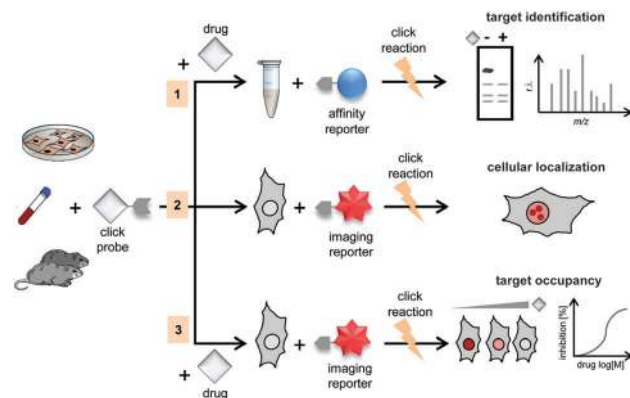 drug
+
1
+
affinity
reporter
click
reaction
target identification
- +
r.i.
m/z
+
click
probe
2
+
imaging
reporter
click
reaction
cellular localization
3
+
drug
+
imaging
reporter
click
reaction
target occupancy
inhibition [%]
drug log[M]